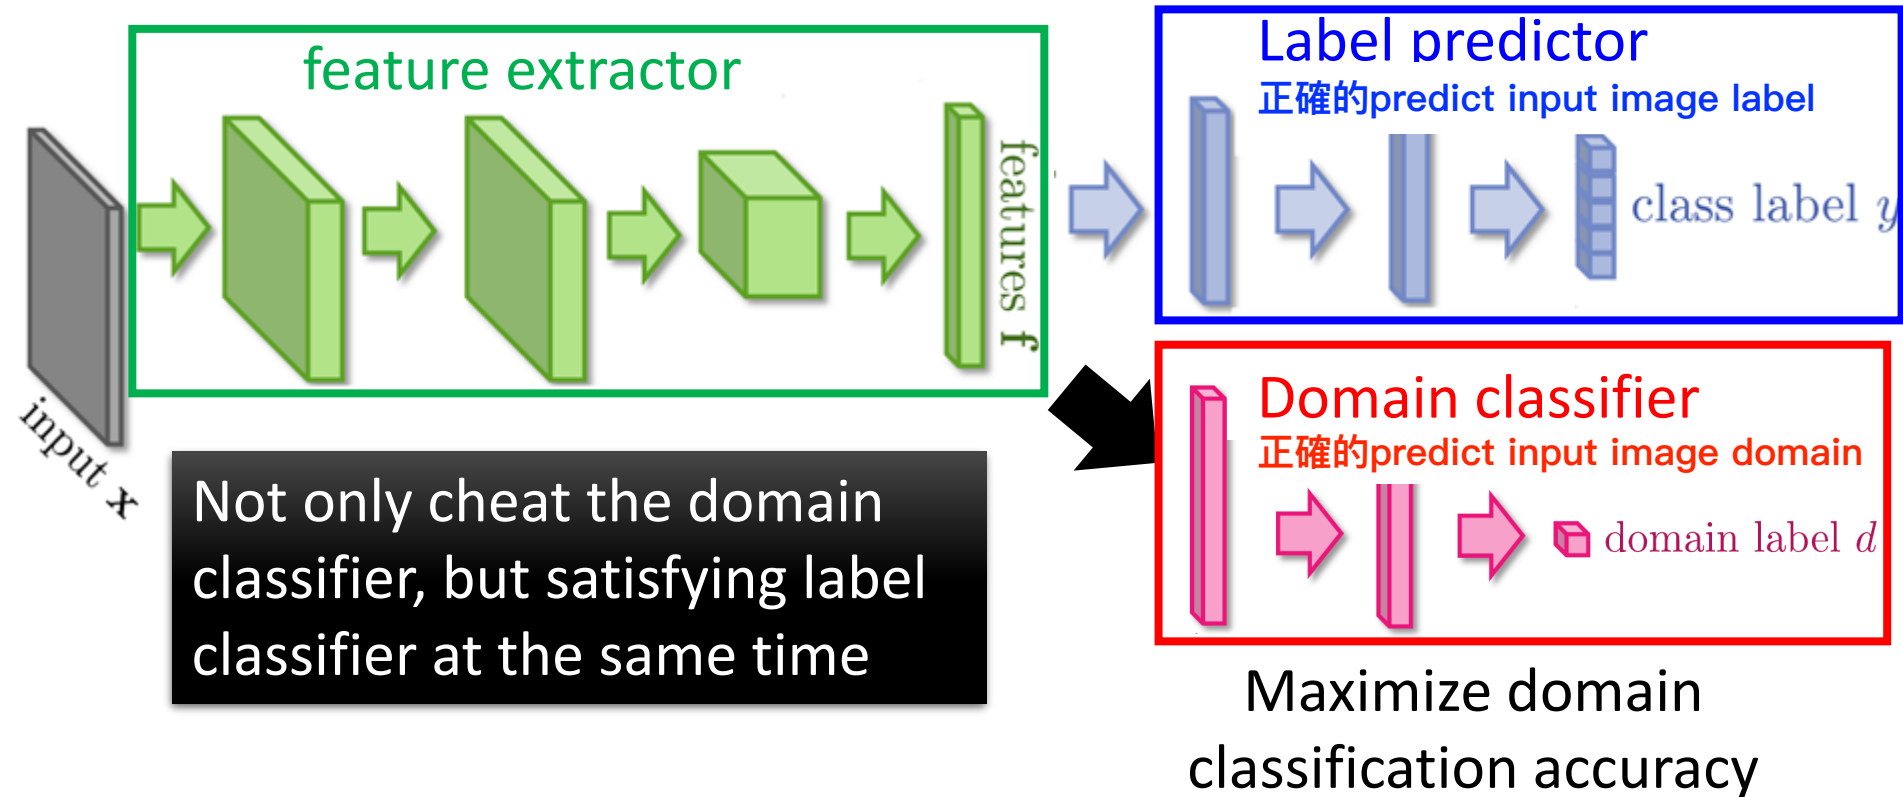 feature extractor
input x
features f
Not only cheat the domain
classifier, but satisfying label
classifier at the same time
Label predictor
正確的predict input image label
class label y
Domain classifier
正確的predict input image domain
domain label d
Maximize domain
classification accuracy